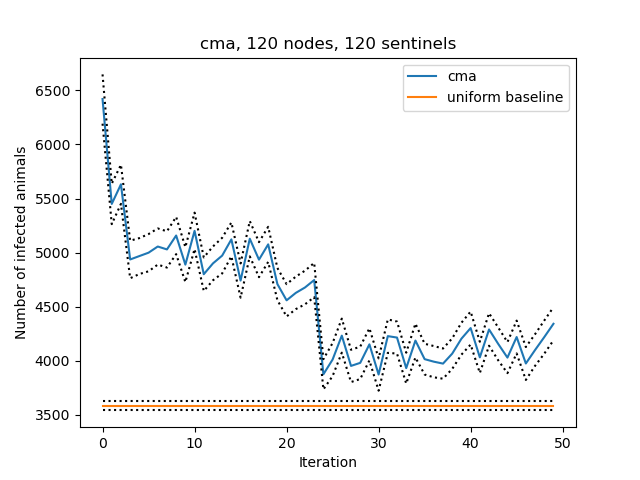 cma, 120 nodes, 120 sentinels
cma
uniform baseline
Number of infected animals
6500
6000
5500
5000
4500
4000
3500
0 10 20 30 40 50
Iteration